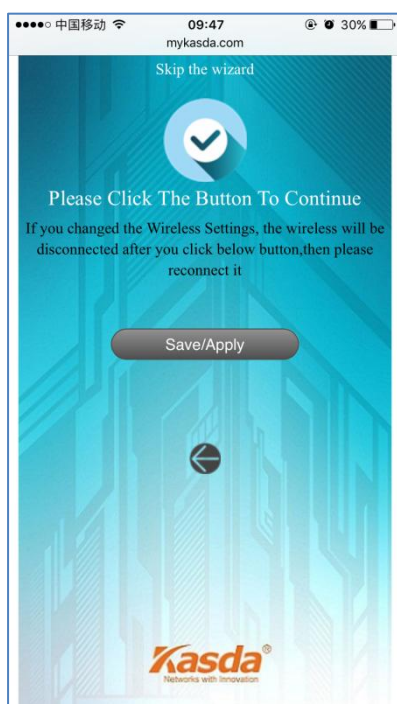 中国移动 09:47 30%
mykasda.com
Skip the wizard
Please Click The Button To Continue
If you changed the Wireless Settings, the wireless will be
disconnected after you click below button,then please
reconnect it
Save/Apply
Kasda®
Networks with Innovation